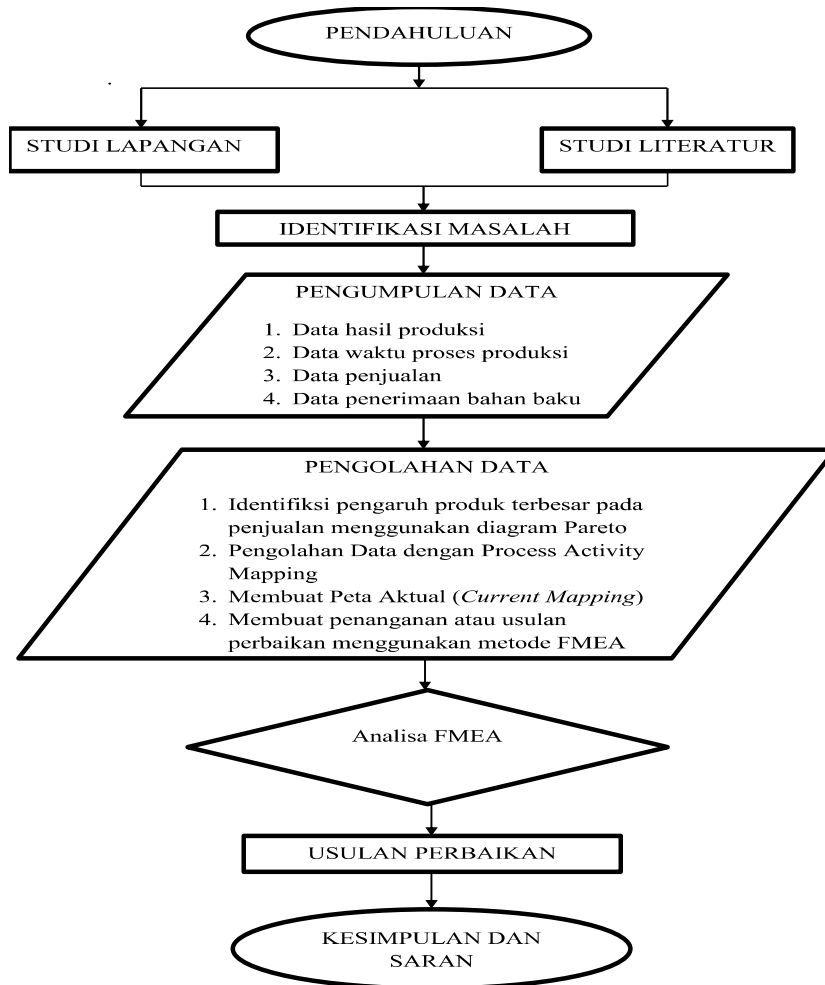 PENDAHULUAN
STUDI LAPANGAN
STUDI LITERATUR
IDENTIFIKASI MASALAH
PENGUMPULAN DATA
1. Data hasil produksi
2. Data waktu proses produksi
3. Data penjualan
4. Data penerimaan bahan baku
PENGOLAHAN DATA
1. Identifiksi pengaruh produk terbesar pada
penjualan menggunakan diagram Pareto
2. Pengolahan Data dengan Process Activity
Mapping
3. Membuat Peta Aktual (Current Mapping)
4. Membuat penanganan atau usulan
perbaikan menggunakan metode FMEA
Analisa FMEA
USULAN PERBAIKAN
KESIMPULAN DAN
SARAN